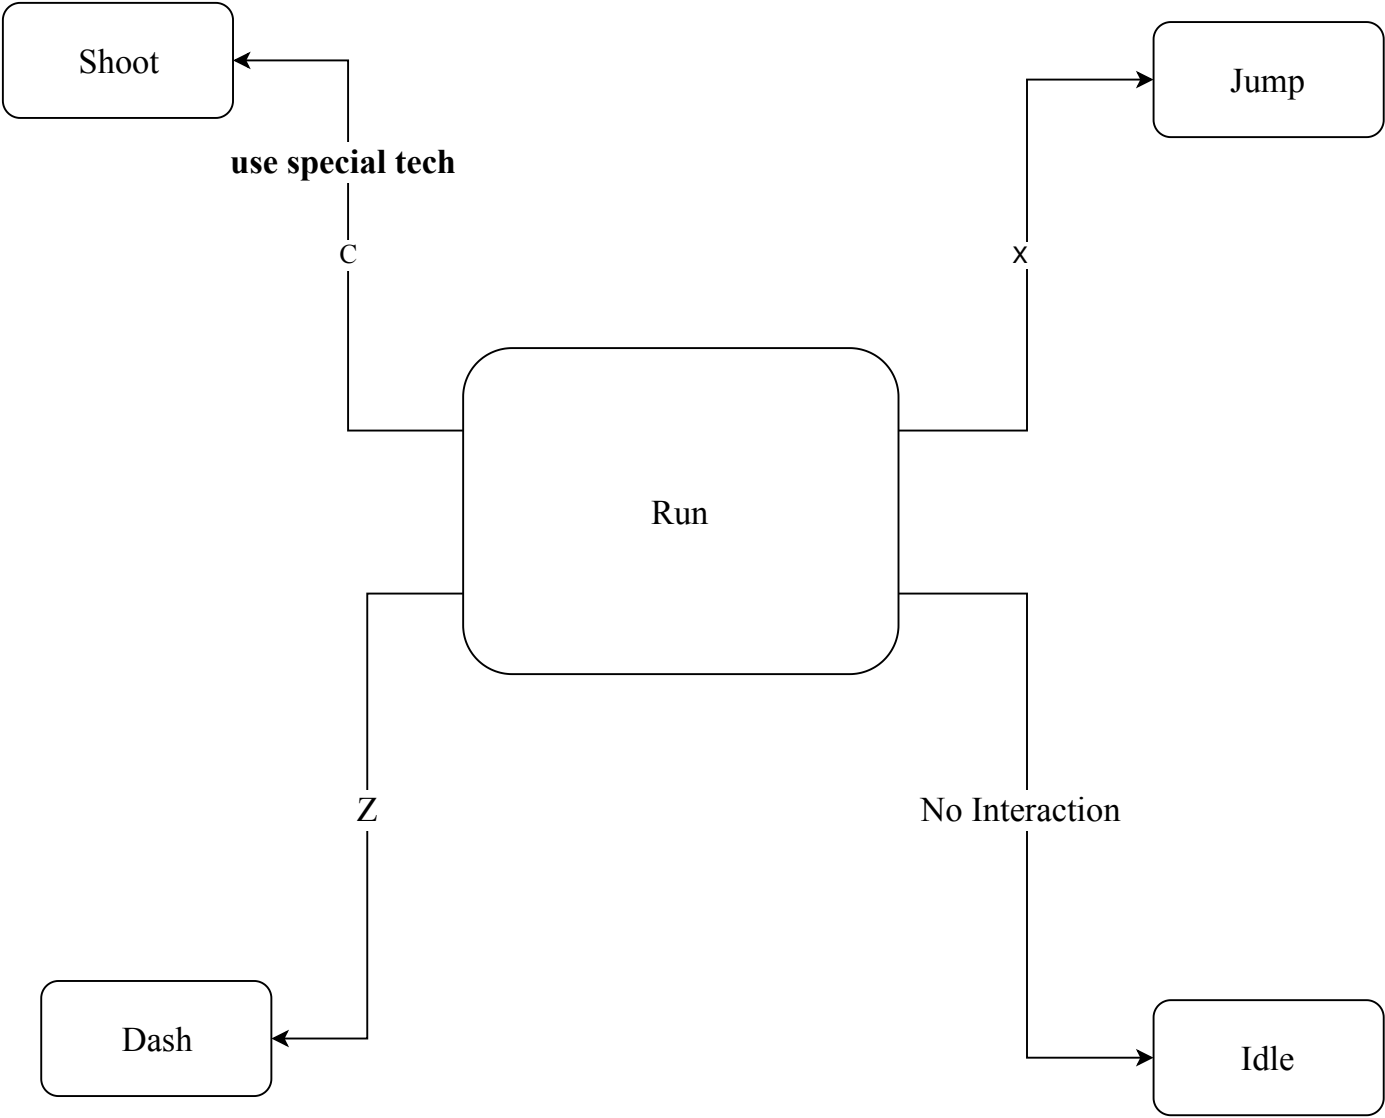 Shoot
Jump
use special tech
C
X
Run
Z
No Interaction
Dash
Idle